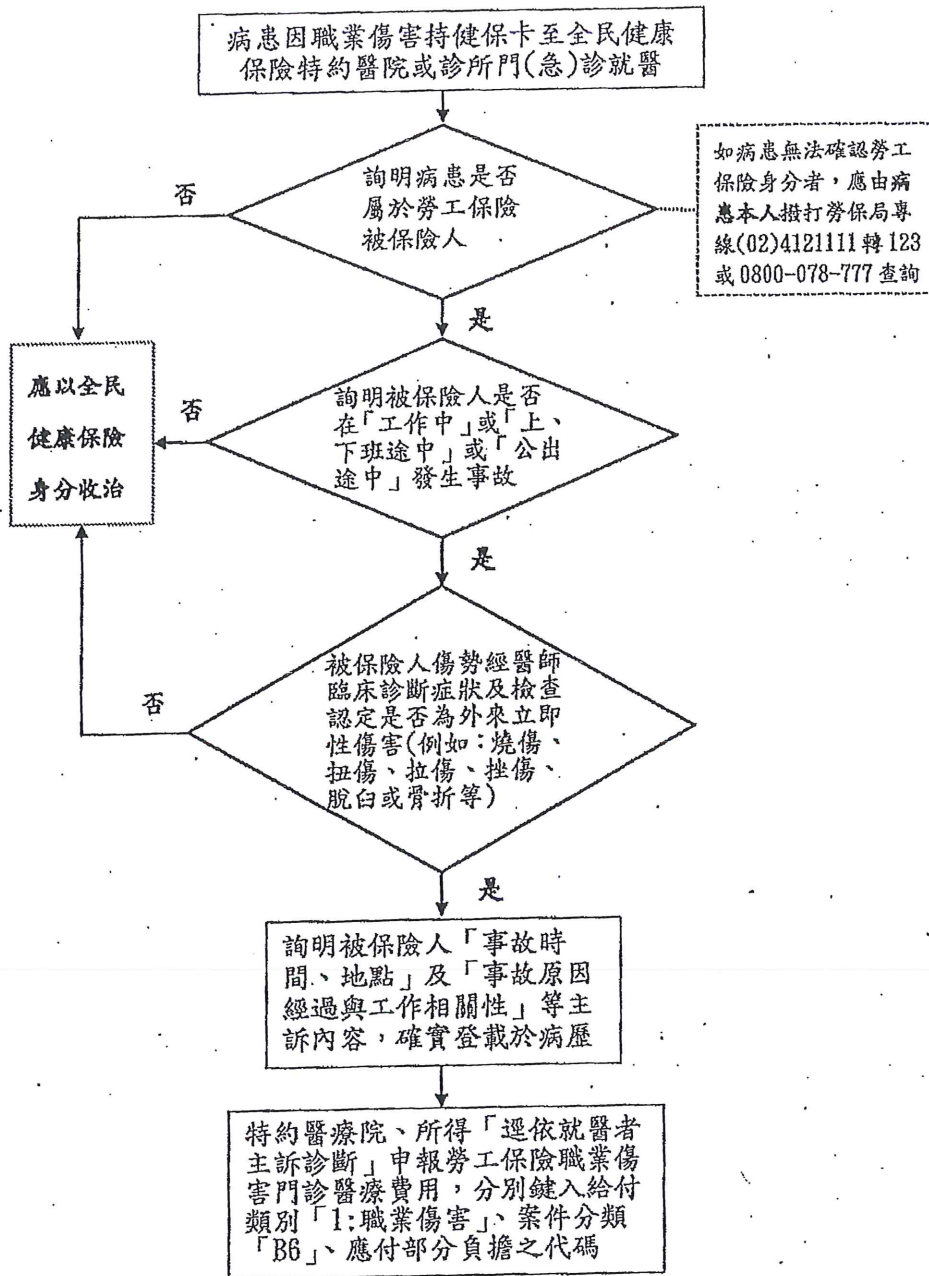 病患因職業傷害持健保卡至全民健康
保險特約醫院或診所門(急)診就醫
詢明病患是否
屬於勞工保險
被保險人
如病患無法確認勞工
保險身分者，應由病
患本人撥打勞保局專
線(02)4121111轉123
或0800-078-777查詢
否
是
應以全民
健康保險
身分收治
否
詢明被保險人是否
在「工作中」或「上、
下班途中」或「公出
途中」發生事故
是
否
被保險人傷勢經醫師
臨床診斷症狀及檢查
認定是否為外來立即
性傷害(例如：燒傷、
扭傷、拉傷、挫傷、
脫臼或骨折等)
是
詢明被保險人「事故時
間、地點」及「事故原因
經過與工作相關性」等主
訴內容，確實登載於病歷
特約醫療院、所得「逕依就醫者
主訴診斷」申報勞工保險職業傷
害門診醫療費用，分別鍵入給付
類別「1:職業傷害」、案件分類
「B6」、應付部分負擔之代碼